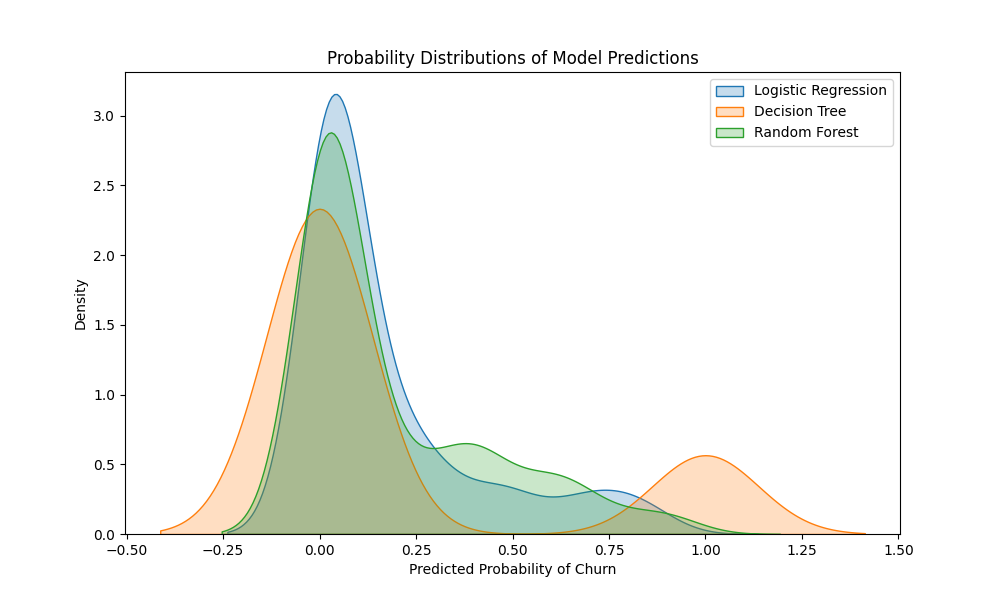 Probability Distributions of Model Predictions
Logistic Regression
Decision Tree
Random Forest
3.0
2.5
2.0
1.5
1.0
0.5
0.0
Density
−0.50 −0.25 0.00 0.25 0.50 0.75 1.00 1.25 1.50
Predicted Probability of Churn